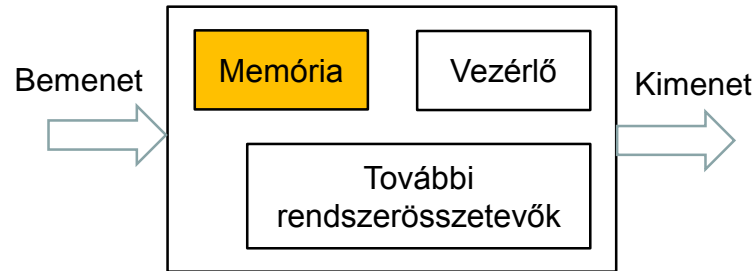 Bemenet
Memória
Vezérlő
Kimenet
További
rendszerösszetevők